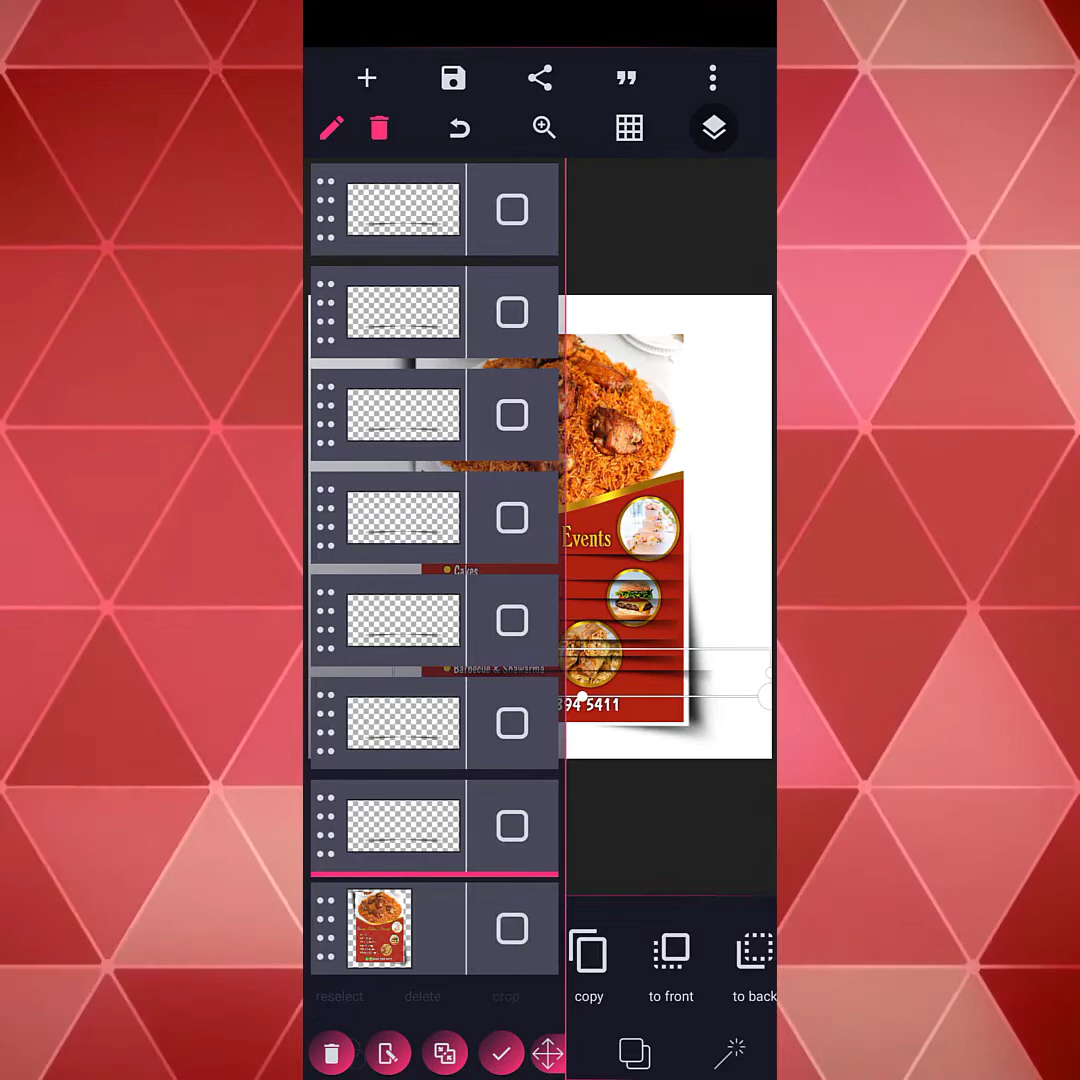 Events
Cakes
Barbecue & Shawarma
394 5411
reselect
delete
crop
copy
to front
to back